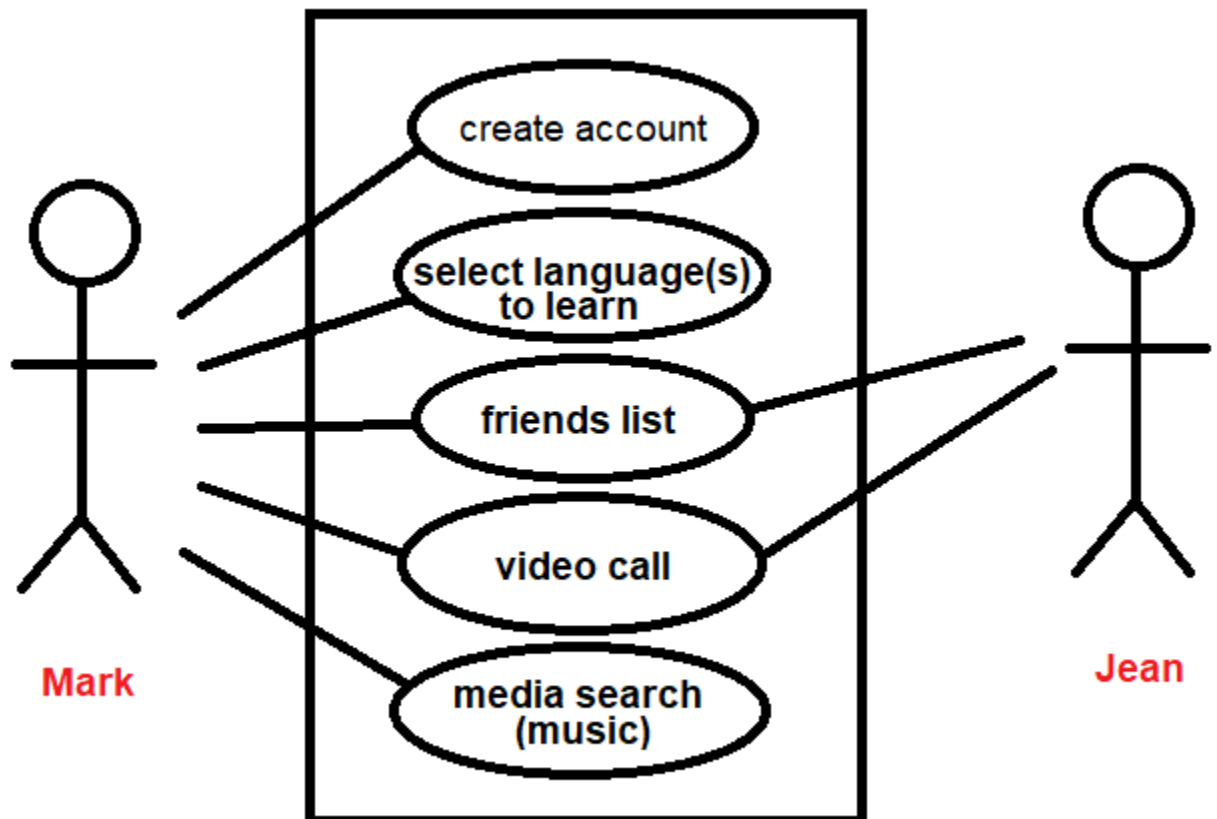 create account
select language(s)
to learn
friends list
video call
media search
(music)
Mark
Jean